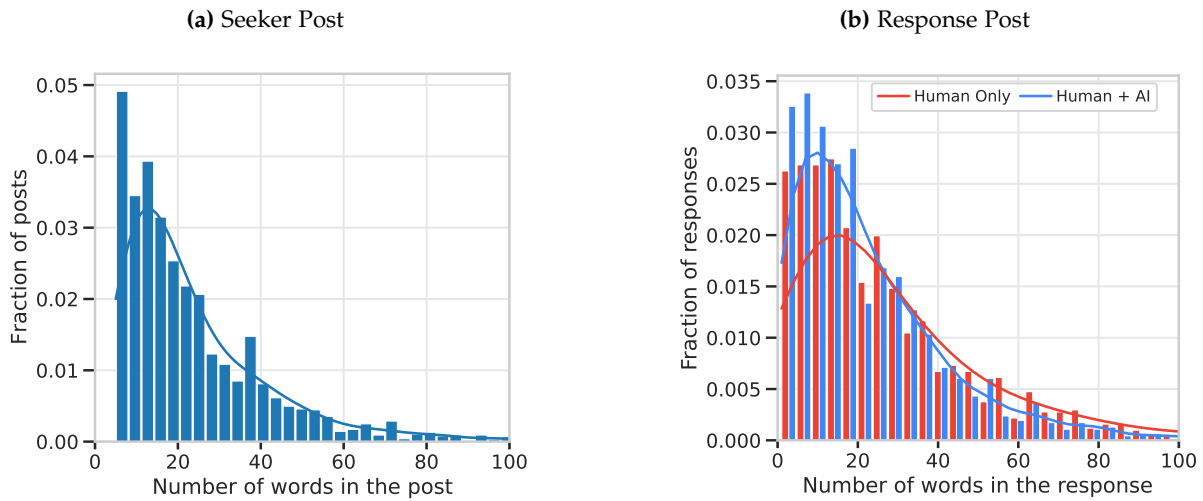 (a) Seeker Post
0.05
0.04
0.03
0.02
0.01
0.00
Fraction of posts
0 20 40 60 80 100
Number of words in the post
(b) Response Post
Human Only Human + AI
0.035
0.030
0.025
0.020
0.015
0.010
0.005
0.000
Fraction of responses
0 20 40 60 80 100
Number of words in the response